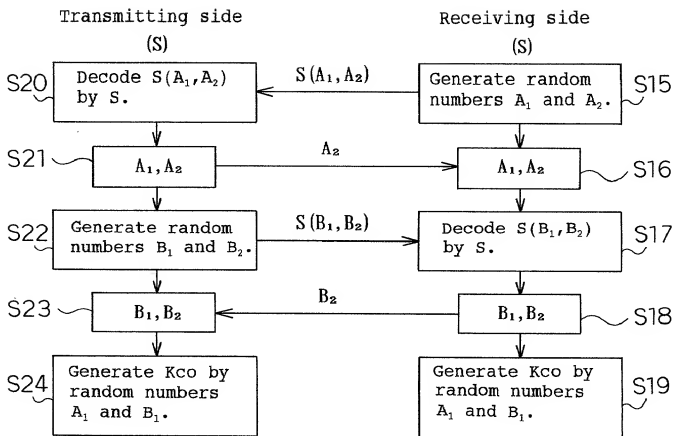 Transmitting side
Receiving side
(S)
(S)
S20
Decode S(A₁,A₂)
by S.
S(A₁,A₂)
Generate random
numbers A₁ and A₂.
S15
S21
A₁,A₂
A₂
A₁,A₂
S16
S22
Generate random
numbers B₁ and B₂.
S(B₁,B₂)
Decode S(B₁,B₂)
by S.
S17
S23
B₁,B₂
B₂
B₁,B₂
S18
S24
Generate Kco by
random numbers
A₁ and B₁.
Generate Kco by
random numbers
A₁ and B₁.
S19